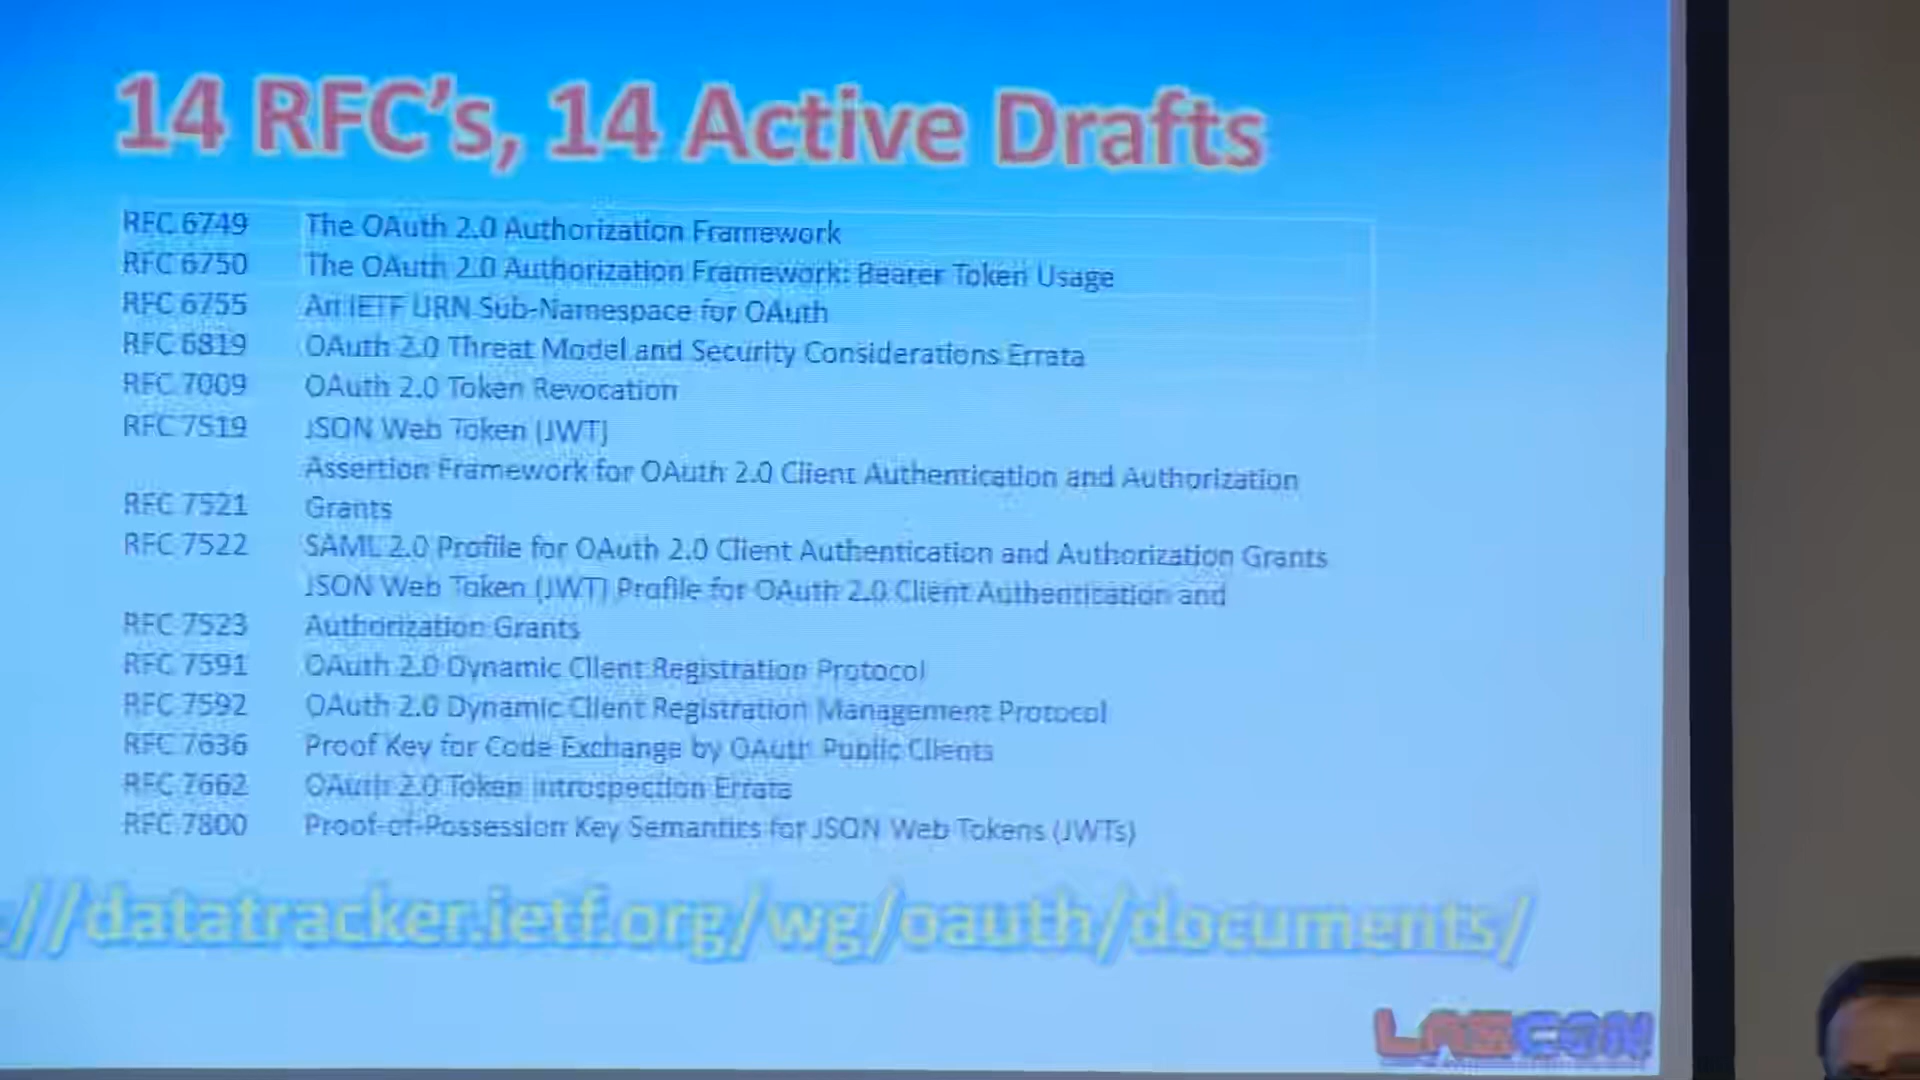 14 RFC's, 14 Active Drafts
RFC 6749 The OAuth 2.0 Authorization Framework
RFC 6750 The OAuth 2.0 Authorization Framework: Bearer Token Usage
RFC 6755 An IETF URN Sub-Namespace for OAuth
RFC 6819 OAuth 2.0 Threat Model and Security Considerations Errata
RFC 7009 OAuth 2.0 Token Revocation
RFC 7519 JSON Web Token (JWT)
Assertion Framework for OAuth 2.0 Client Authentication and Authorization
RFC 7521 Grants
RFC 7522 SAML 2.0 Profile for OAuth 2.0 Client Authentication and Authorization Grants
JSON Web Token (JWT) Profile for OAuth 2.0 Client Authentication and
RFC 7523 Authorization Grants
RFC 7591 OAuth 2.0 Dynamic Client Registration Protocol
RFC 7592 OAuth 2.0 Dynamic Client Registration Management Protocol
RFC 7636 Proof Key for Code Exchange by OAuth Public Clients
RFC 7662 OAuth 2.0 Token Introspection Errata
RFC 7800 Proof-of-Possession Key Semantics for JSON Web Tokens (JWTs)
://datatracker.ietf.org/wg/oauth/documents/
LASCON